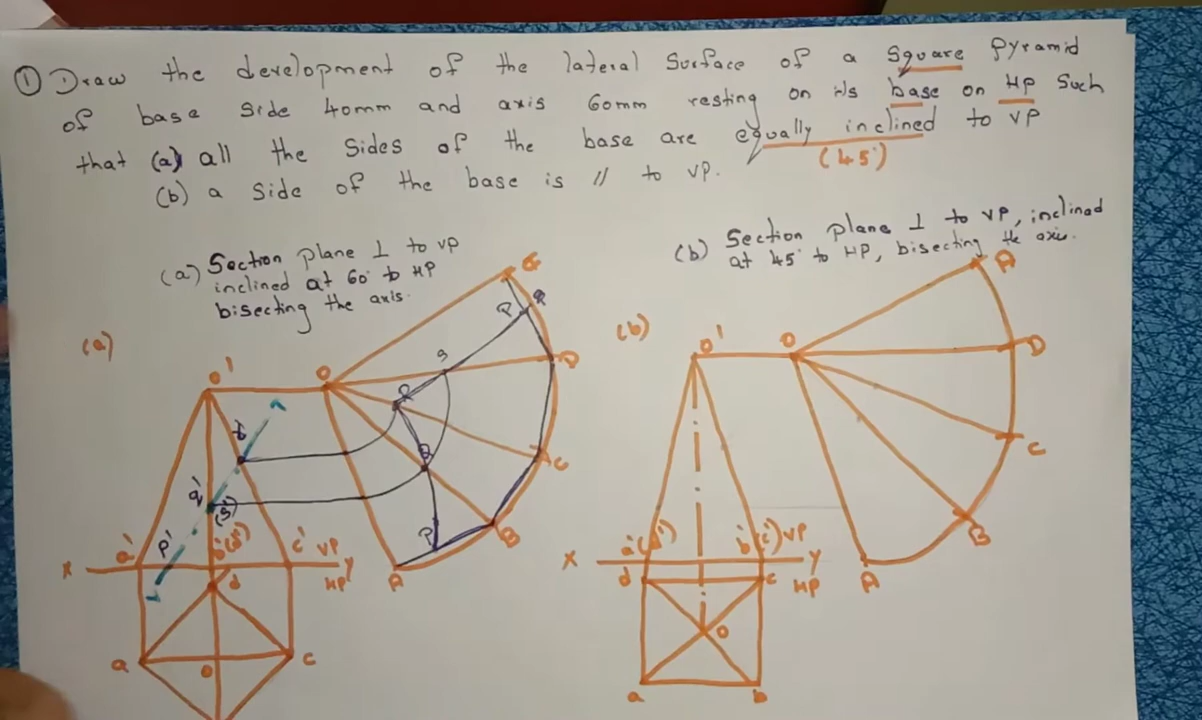 ① Draw the development of the lateral Surface of a Square Pyramid
of base side 40mm and axis 60mm resting on its base on HP Such
that (a) all the Sides of the base are equally inclined to VP
(45°)
(b) a Side of the base is // to VP.
(a) Section plane ⊥ to VP
inclined at 60° to HP
bisecting the axis.
(b) Section plane ⊥ to VP, inclined
at 45° to HP, bisecting the axis.
(a)
o' O
R S Q D
q' (s') Q C
p' P B
a' b'(d') c' VP
X Y
HP
A
d
a o c
(b)
o' O A
D
C
B
a'(d') b'(c') VP
X Y
HP
A
d c
o
a b